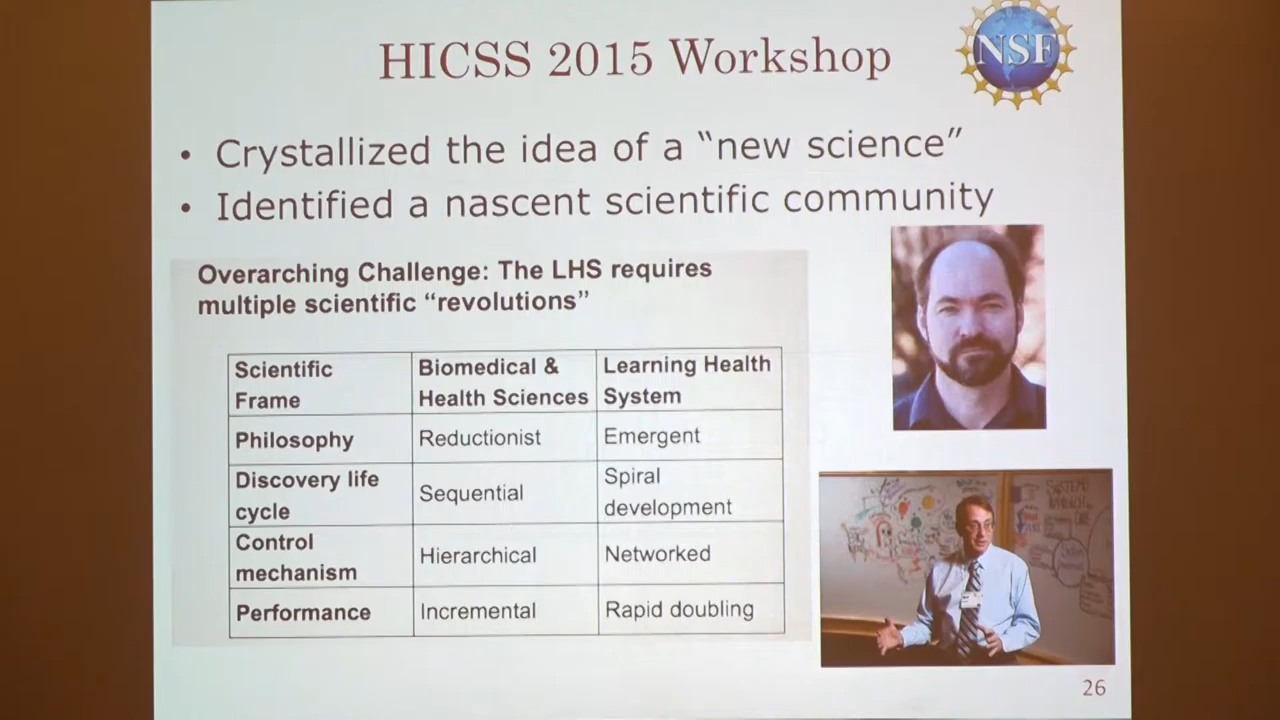 HICSS 2015 Workshop
NSF
• Crystallized the idea of a “new science”
• Identified a nascent scientific community
Overarching Challenge: The LHS requires
multiple scientific “revolutions”
Scientific Frame | Biomedical & Health Sciences | Learning Health System
Philosophy | Reductionist | Emergent
Discovery life cycle | Sequential | Spiral development
Control mechanism | Hierarchical | Networked
Performance | Incremental | Rapid doubling
SYSTEMS
26